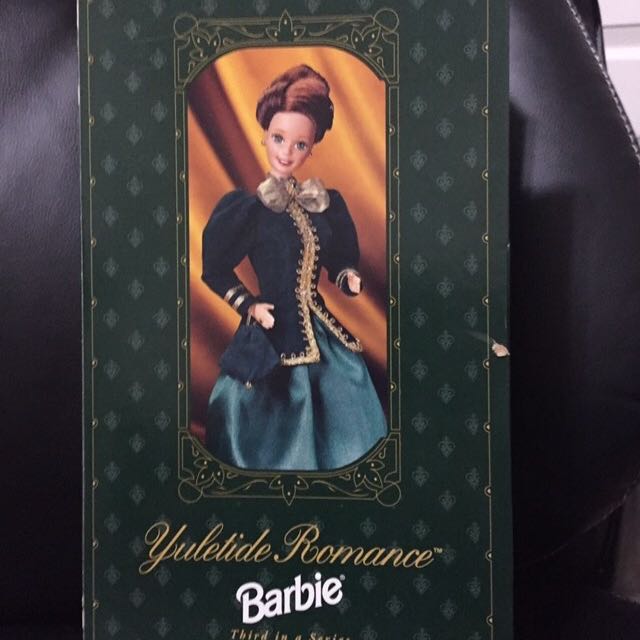 Yuletide Romance™
Barbie®
Third in a Series